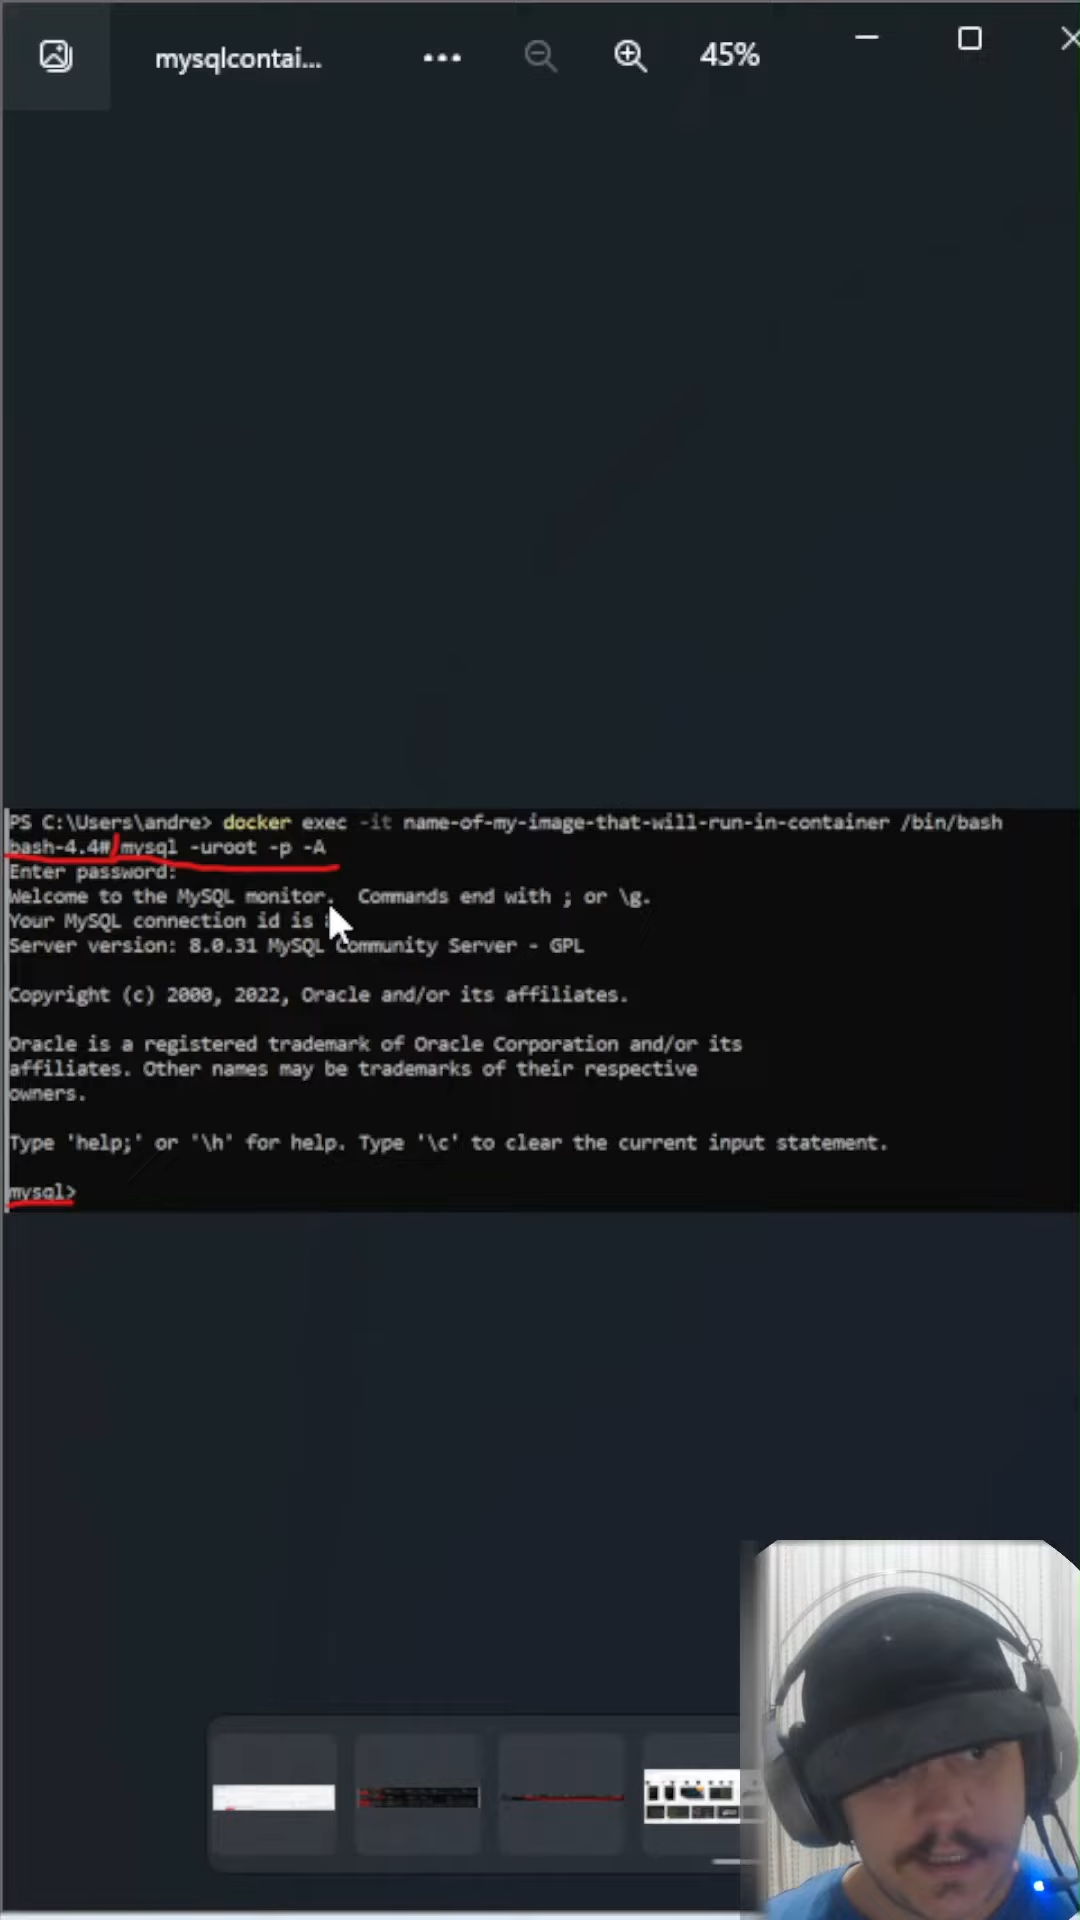 mysqlcontai...
45%
PS C:\Users\andre> docker exec -it name-of-my-image-that-will-run-in-container /bin/bash
bash-4.4# mysql -uroot -p -A
Enter password:
Welcome to the MySQL monitor.  Commands end with ; or \g.
Your MySQL connection id is
Server version: 8.0.31 MySQL Community Server - GPL
Copyright (c) 2000, 2022, Oracle and/or its affiliates.
Oracle is a registered trademark of Oracle Corporation and/or its
affiliates. Other names may be trademarks of their respective
owners.
Type 'help;' or '\h' for help. Type '\c' to clear the current input statement.
mysql>